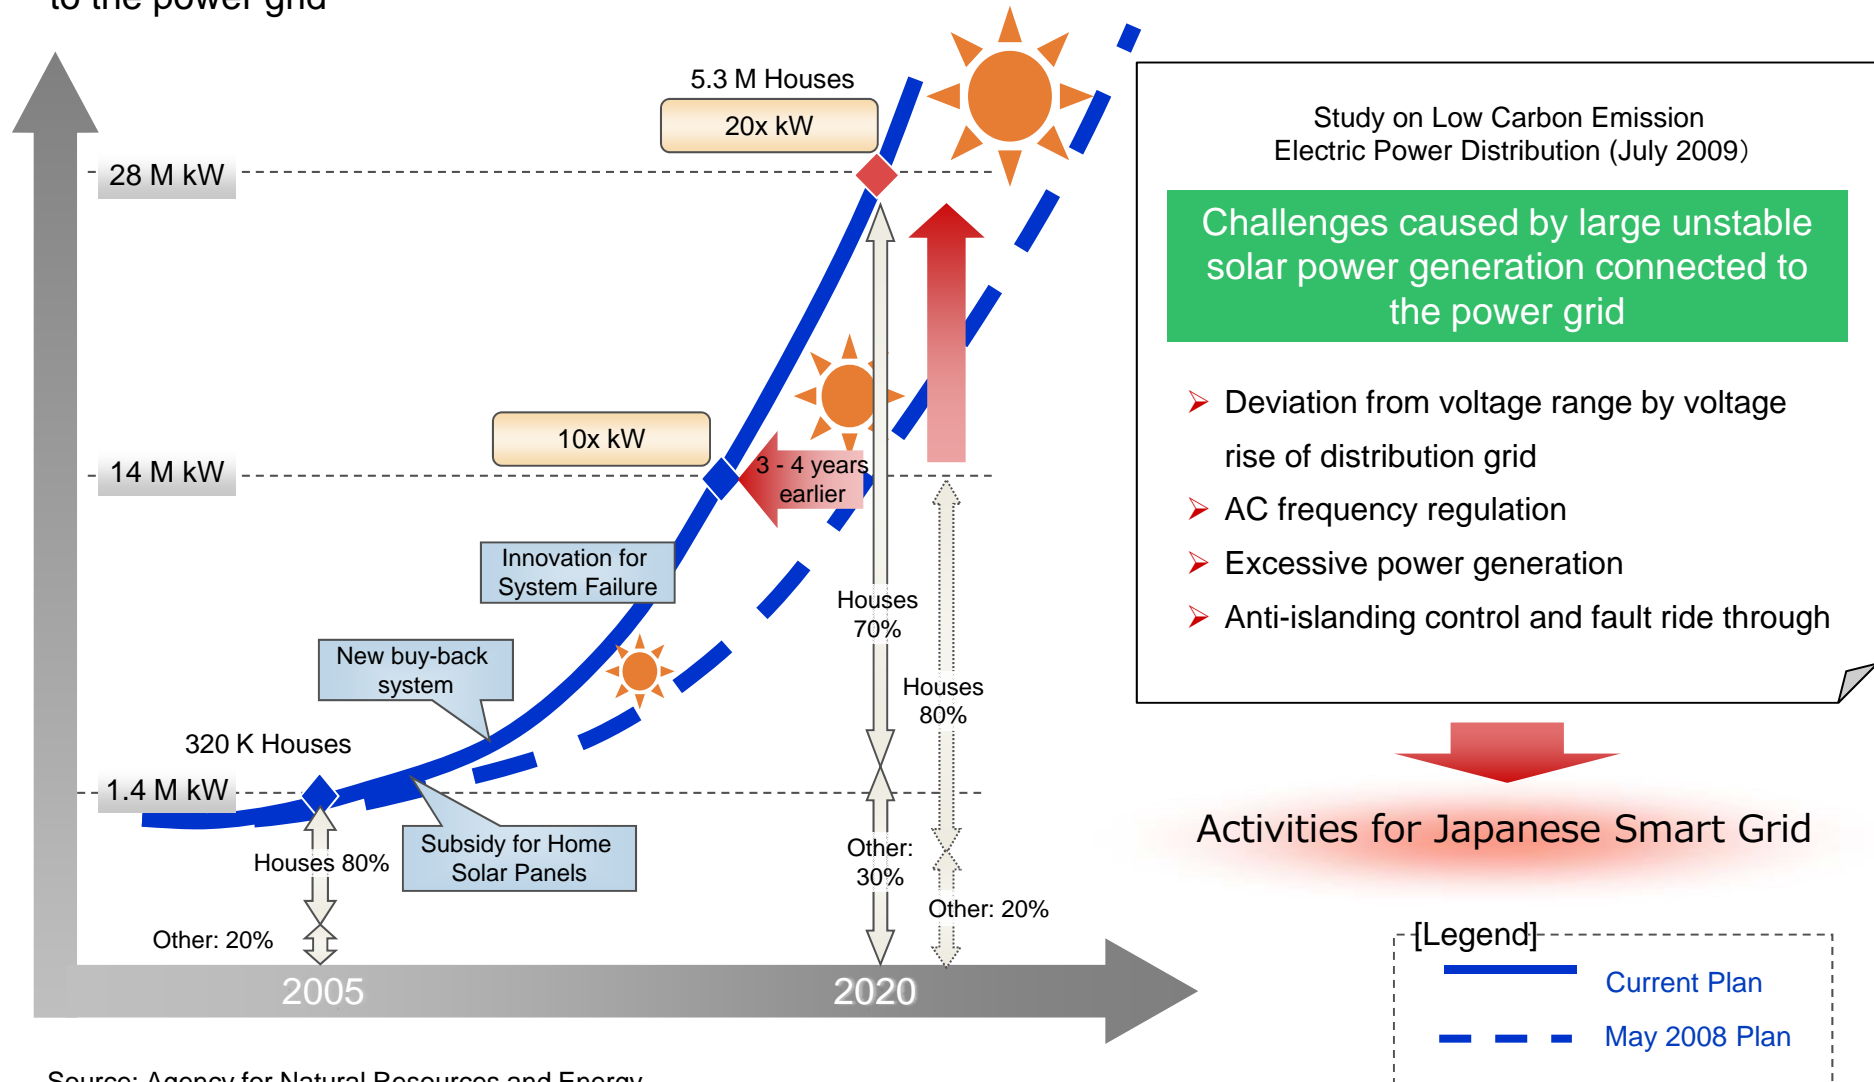 to the power grid
5.3 M Houses
20x kW
28 M kW
10x kW
14 M kW
3 - 4 years
earlier
Innovation for
System Failure
Houses
70%
New buy-back
system
Houses
80%
320 K Houses
1.4 M kW
Subsidy for Home
Solar Panels
Houses 80%
Other:
30%
Other: 20%
Other: 20%
2005
2020
Study on Low Carbon Emission
Electric Power Distribution (July 2009）
Challenges caused by large unstable
solar power generation connected to
the power grid
Deviation from voltage range by voltage
rise of distribution grid
AC frequency regulation
Excessive power generation
Anti-islanding control and fault ride through
Activities for Japanese Smart Grid
[Legend]
Current Plan
May 2008 Plan
Source: Agency for Natural Resources and Energy